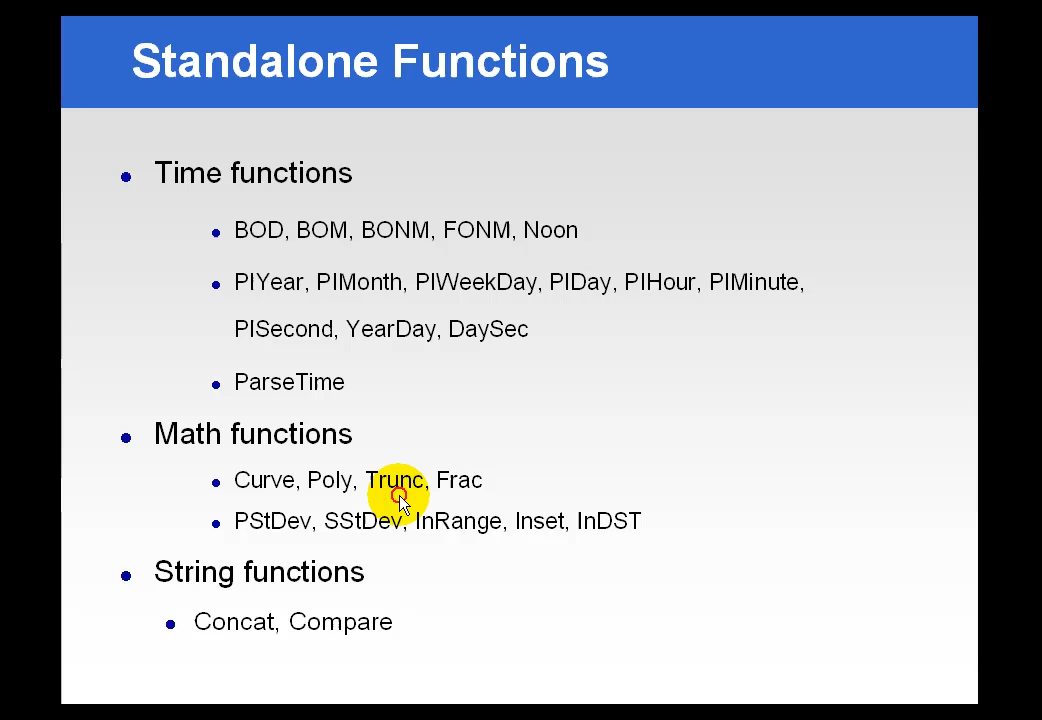 Standalone Functions
Time functions
BOD, BOM, BONM, FONM, Noon
PIYear, PIMonth, PIWeekDay, PIDay, PIHour, PIMinute,
PISecond, YearDay, DaySec
ParseTime
Math functions
Curve, Poly, Trunc, Frac
PStDev, SStDev, InRange, Inset, InDST
String functions
Concat, Compare